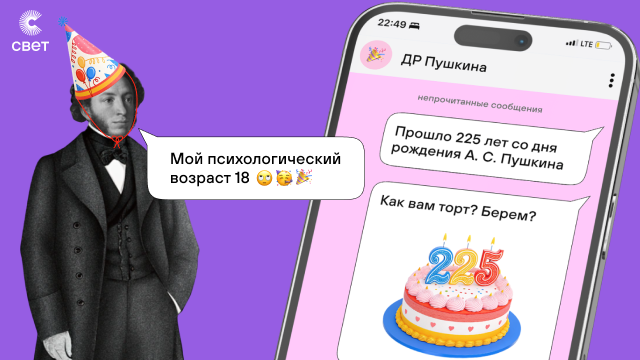 СВЕТ
22:49
LTE
ДР Пушкина
непрочитанные сообщения
Прошло 225 лет со дня
рождения А. С. Пушкина
Мой психологический
возраст 18 🙄🥳🎉
Как вам торт? Берем?
225